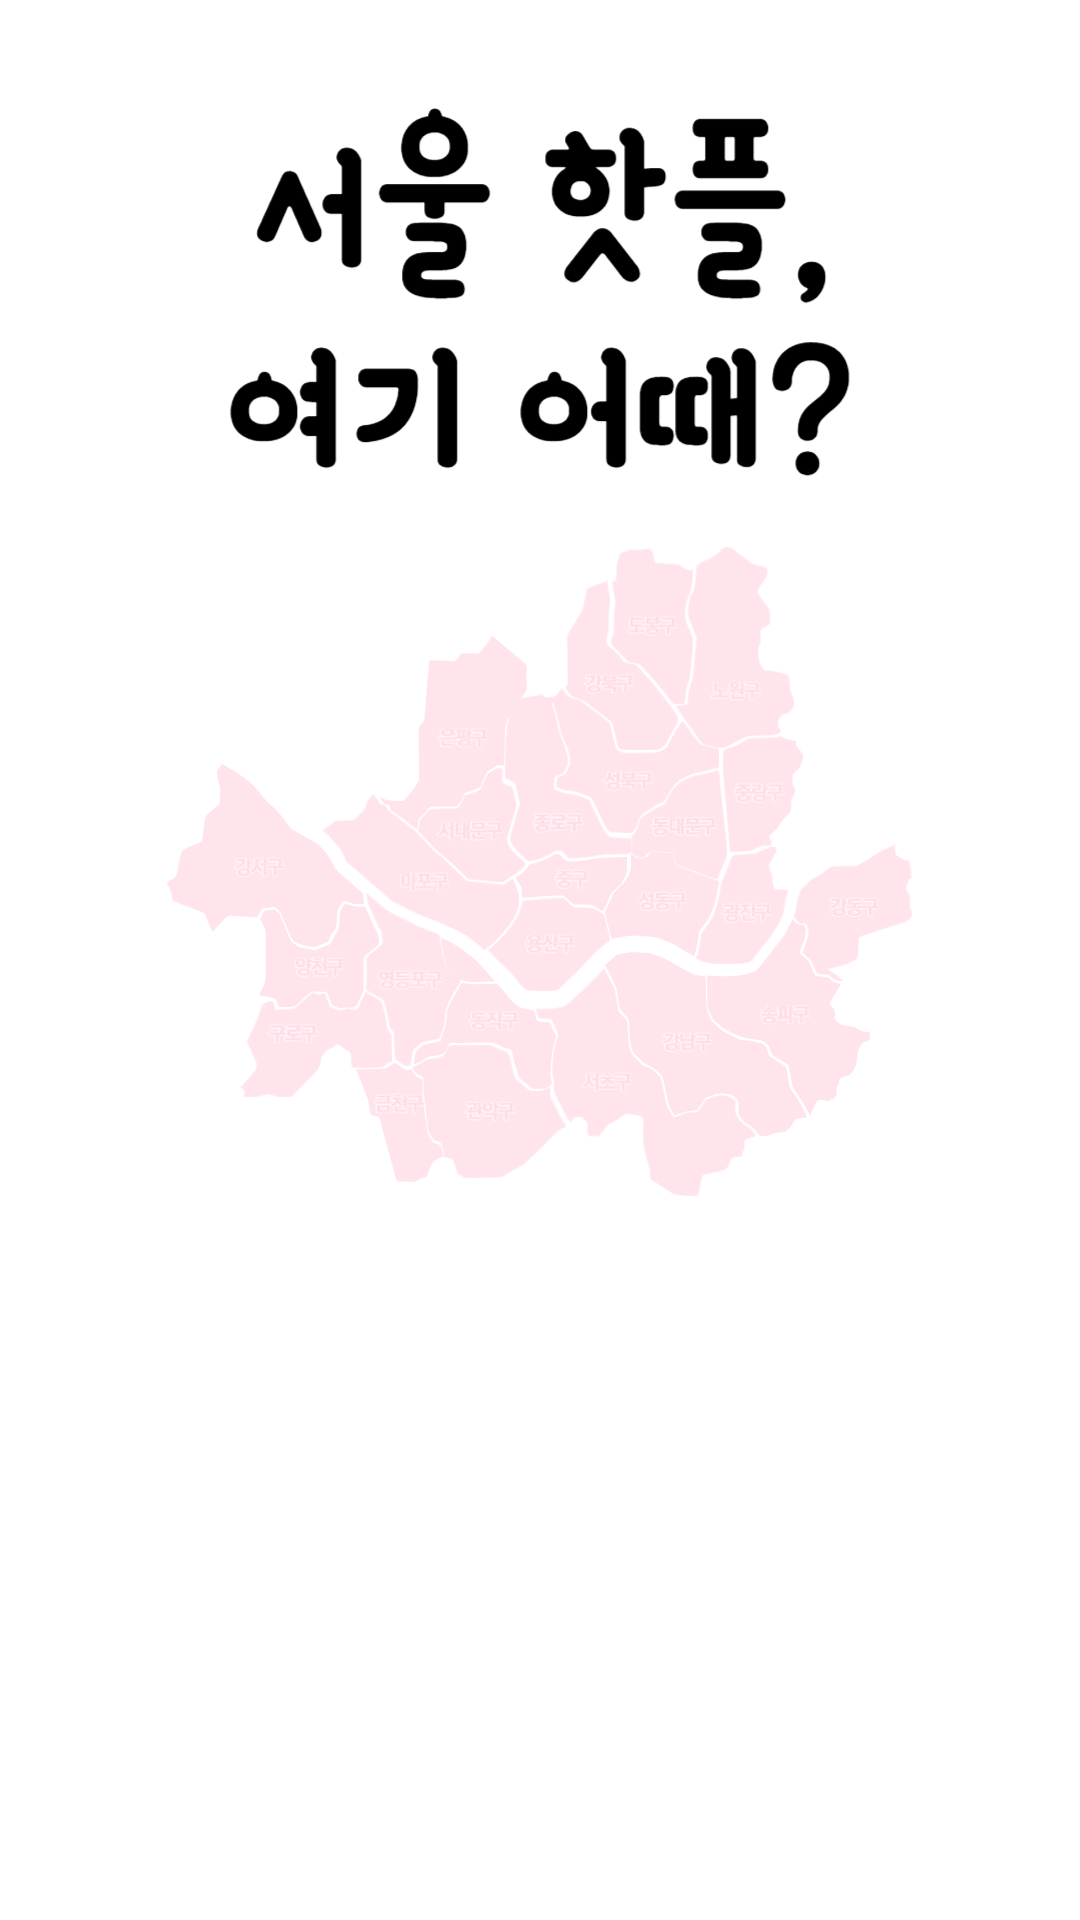 서울 핫플,
여기 어때?
도봉구
강북구
노원구
은평구
성북구
중랑구
서대문구
종로구
동대문구
강서구
마포구
중구
성동구
광진구
강동구
용산구
양천구
영등포구
동작구
송파구
구로구
강남구
서초구
금천구
관악구